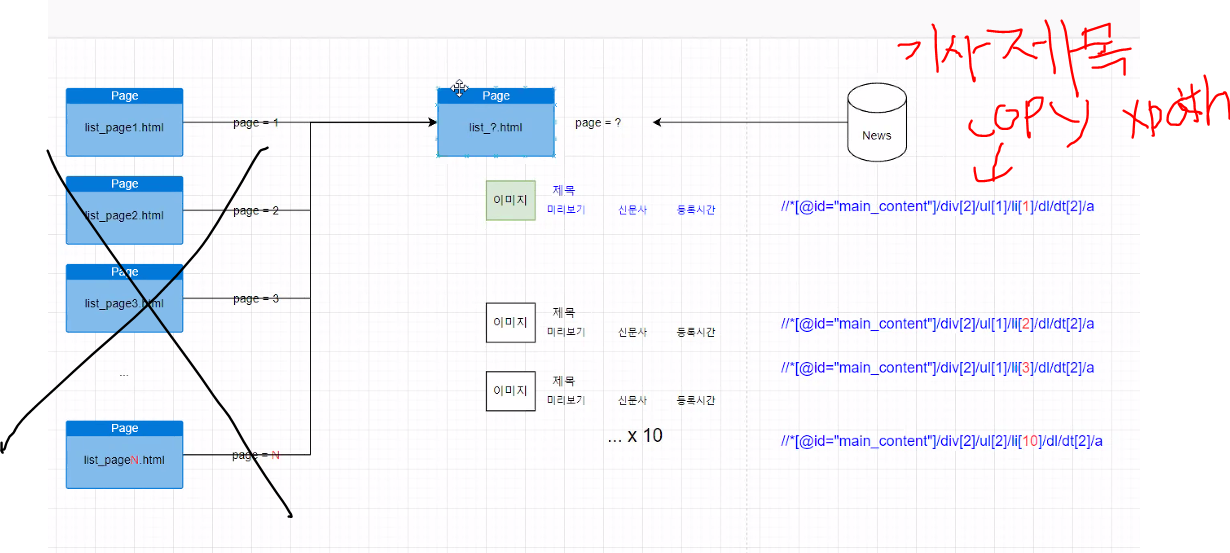 기사제목
copy xpath
Page
list_page1.html
page = 1
Page
list_?.html
page = ?
News
Page
list_page2.html
page = 2
이미지
제목
미리보기 신문사 등록시간
//*[@id="main_content"]/div[2]/ul[1]/li[1]/dl/dt[2]/a
Page
list_page3.html
page = 3
이미지
제목
미리보기 신문사 등록시간
//*[@id="main_content"]/div[2]/ul[1]/li[2]/dl/dt[2]/a
...
이미지
제목
미리보기 신문사 등록시간
//*[@id="main_content"]/div[2]/ul[1]/li[3]/dl/dt[2]/a
... x 10
Page
list_pageN.html
page = N
//*[@id="main_content"]/div[2]/ul[2]/li[10]/dl/dt[2]/a